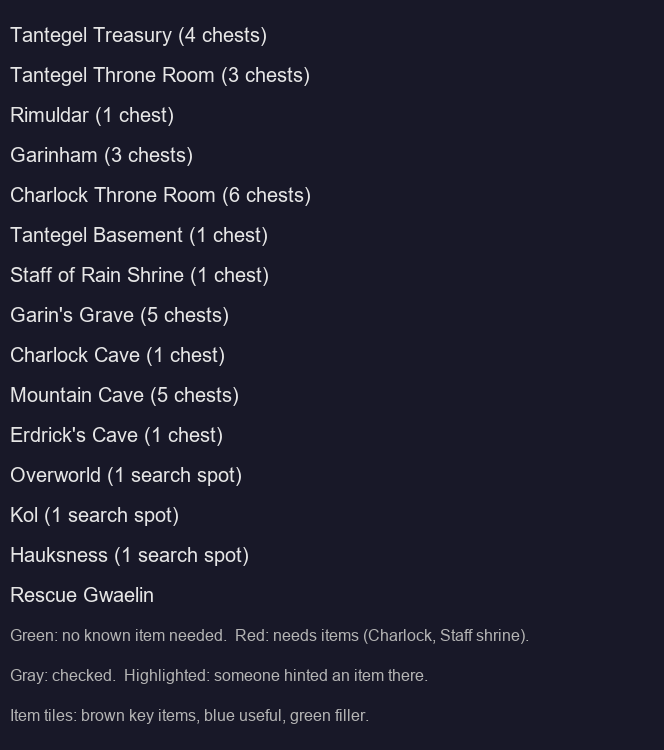 Tantegel Treasury (4 chests)
Tantegel Throne Room (3 chests)
Rimuldar (1 chest)
Garinham (3 chests)
Charlock Throne Room (6 chests)
Tantegel Basement (1 chest)
Staff of Rain Shrine (1 chest)
Garin's Grave (5 chests)
Charlock Cave (1 chest)
Mountain Cave (5 chests)
Erdrick's Cave (1 chest)
Overworld (1 search spot)
Kol (1 search spot)
Hauksness (1 search spot)
Rescue Gwaelin
Green: no known item needed.  Red: needs items (Charlock, Staff shrine).
Gray: checked.  Highlighted: someone hinted an item there.
Item tiles: brown key items, blue useful, green filler.